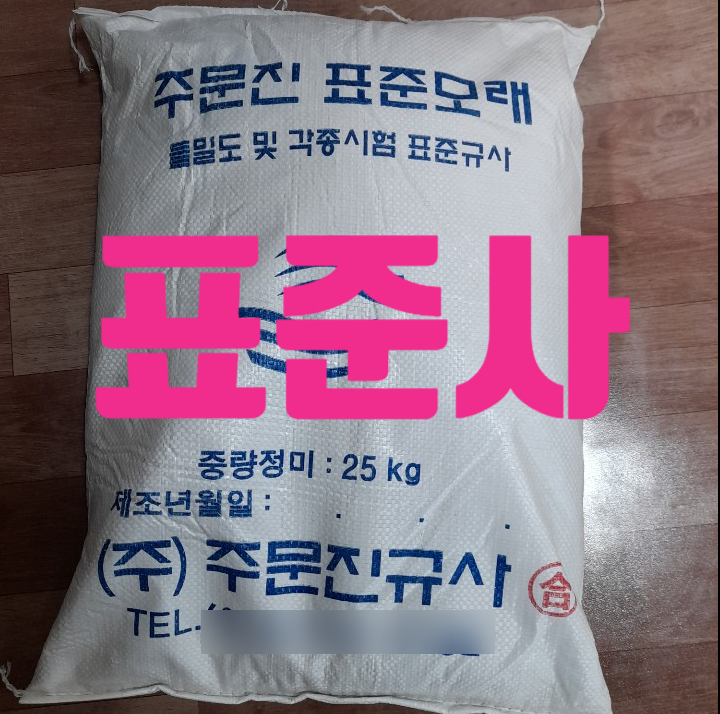 주문진 표준모래
들밀도 및 각종시험 표준규사
표준사
중량정미 : 25 kg
제조년월일 : . . .
(주) 주문진규사
합
TEL.(0